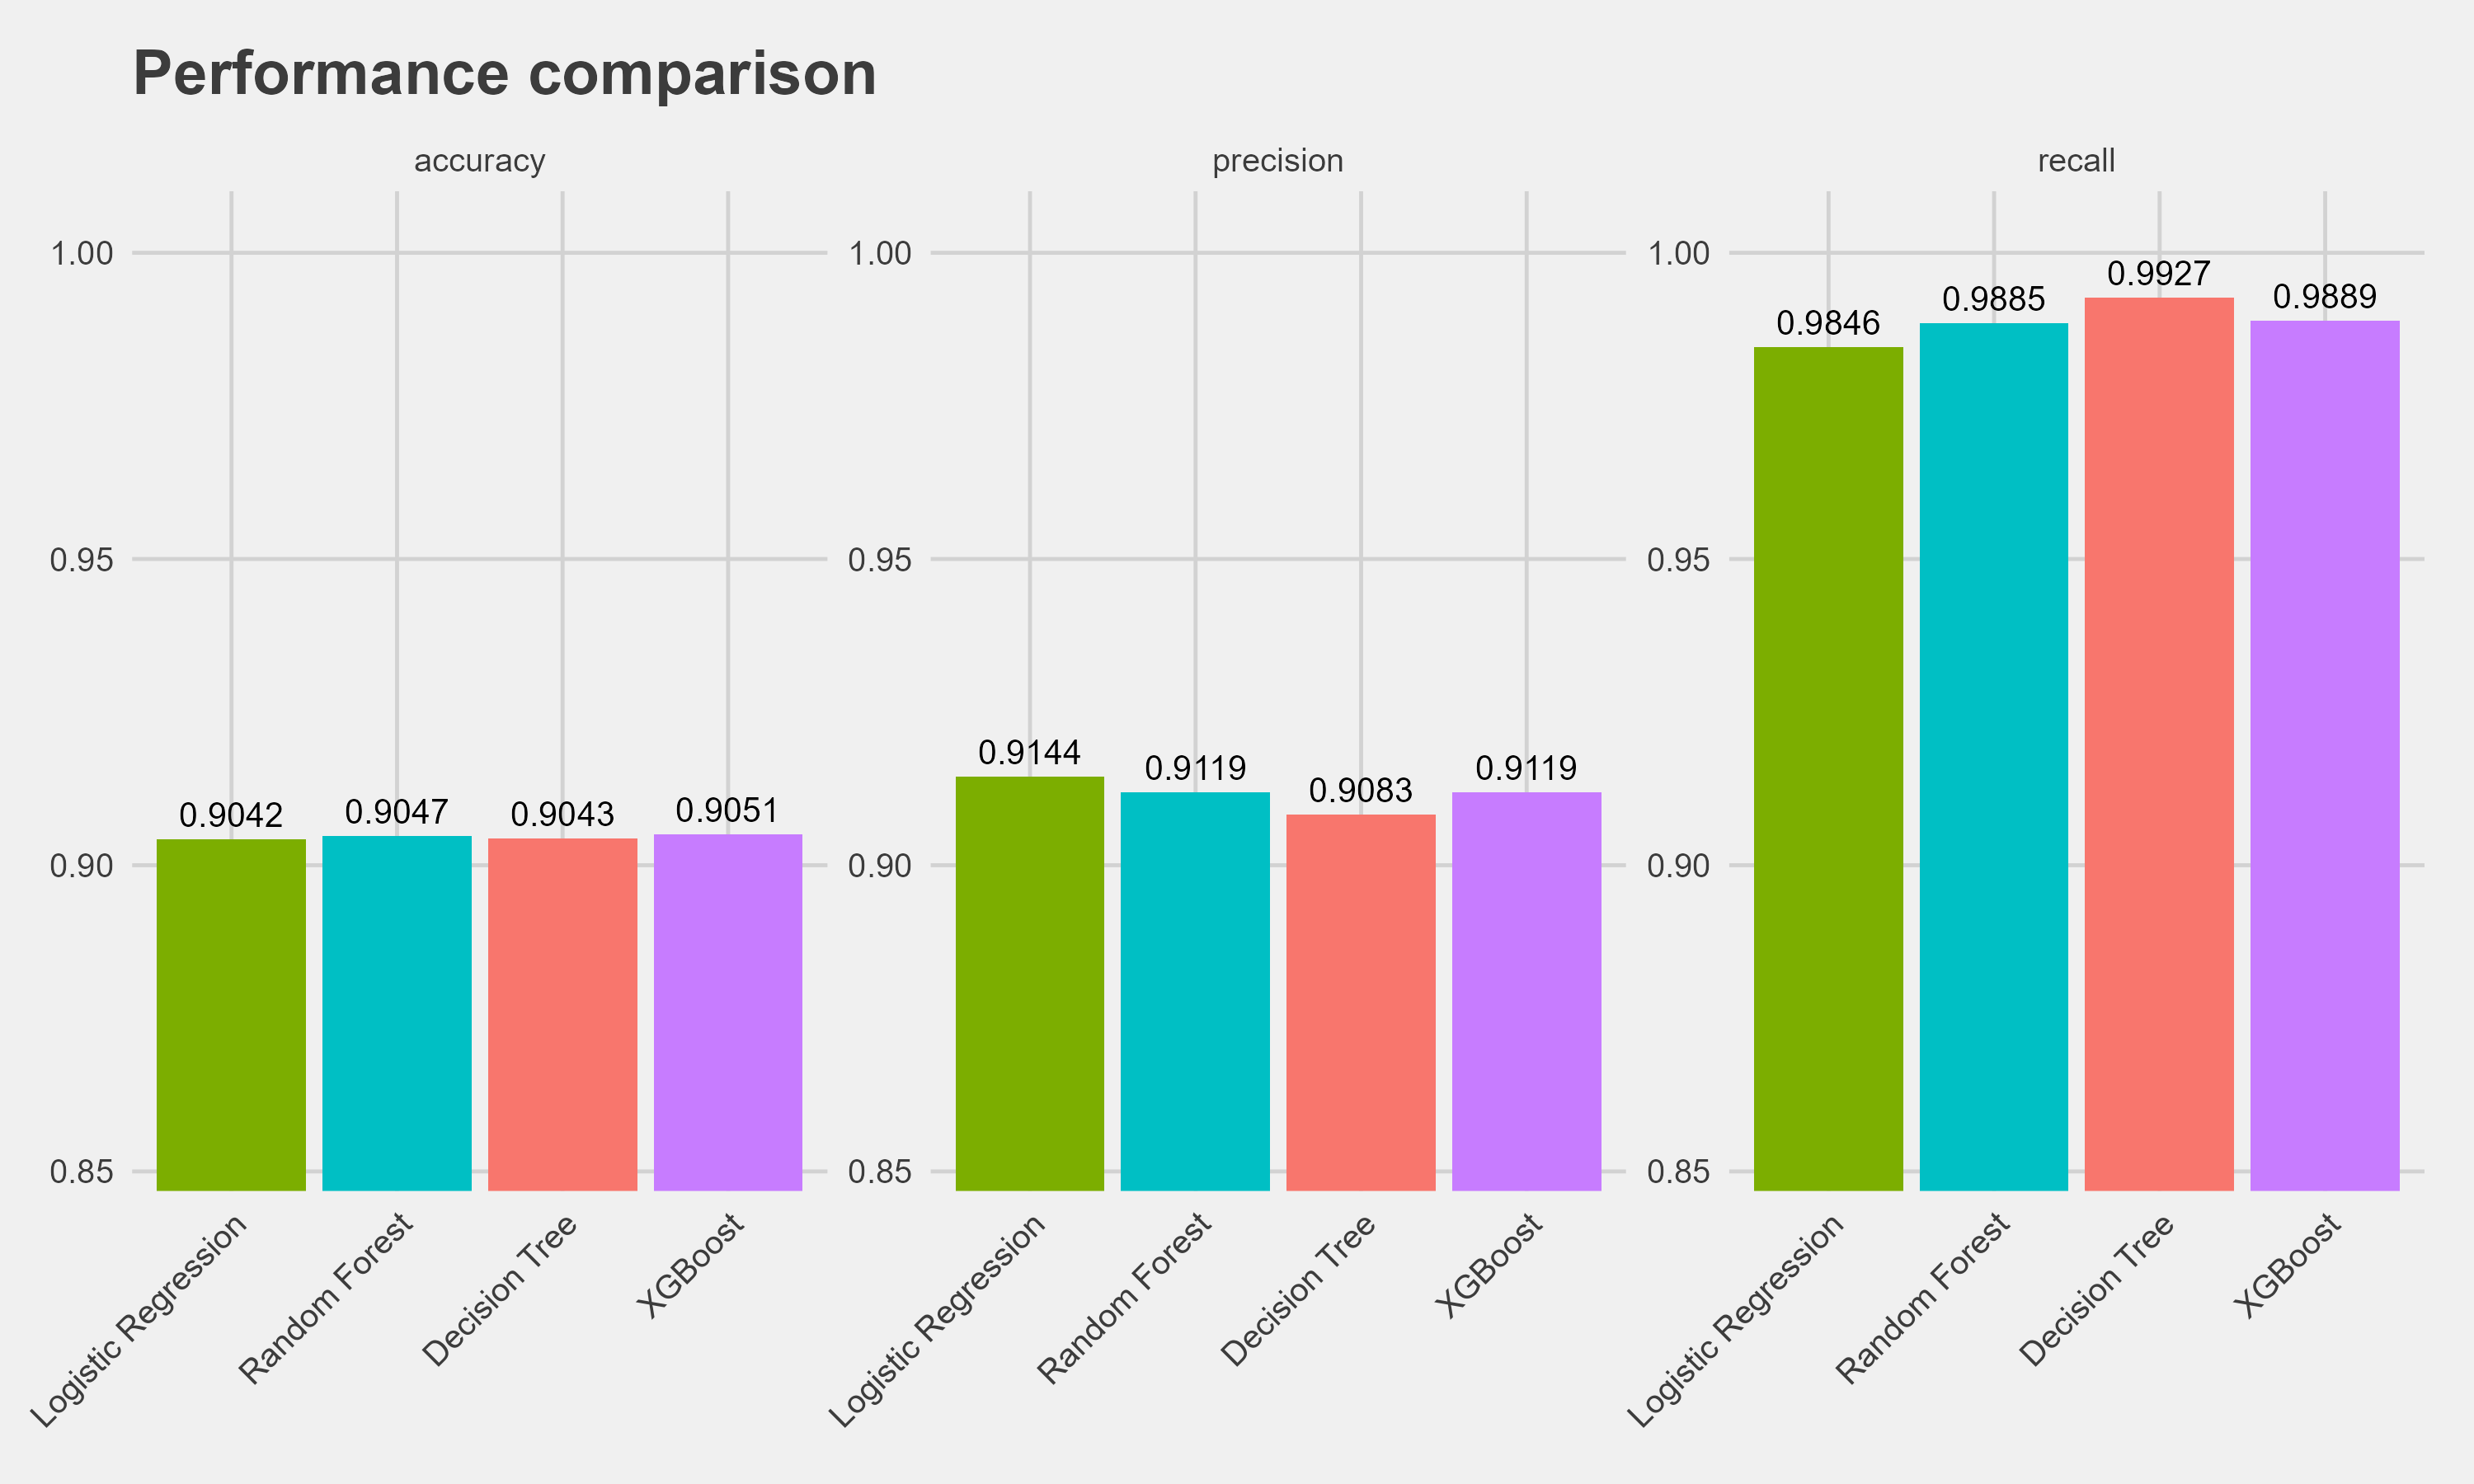 Performance comparison
accuracy
1.00
0.95
0.90
0.85
0.9042
0.9047
0.9043
0.9051
Logistic Regression
Random Forest
Decision Tree
XGBoost
precision
1.00
0.95
0.90
0.85
0.9144
0.9119
0.9083
0.9119
Logistic Regression
Random Forest
Decision Tree
XGBoost
recall
1.00
0.95
0.90
0.85
0.9846
0.9885
0.9927
0.9889
Logistic Regression
Random Forest
Decision Tree
XGBoost